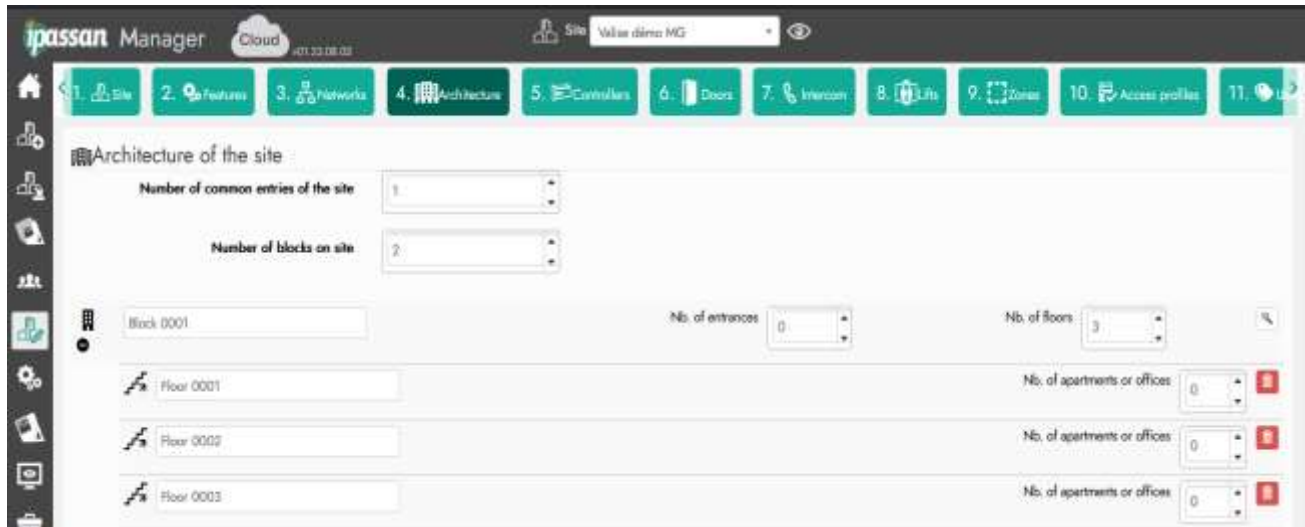 ipassan Manager Cloud v01.33.08.03 Site Valise démo MG
1. Site 2. Features 3. Networks 4. Architecture 5. Controllers 6. Doors 7. Intercom 8. Lifts 9. Zones 10. Access profiles 11.
Architecture of the site
Number of common entries of the site 1
Number of blocks on site 2
Block 0001 Nb. of entrances 0 Nb. of floors 3
Floor 0001 Nb. of apartments or offices 0
Floor 0002 Nb. of apartments or offices 0
Floor 0003 Nb. of apartments or offices 0